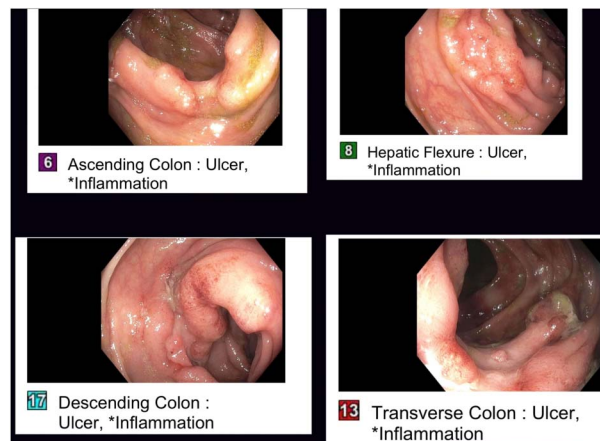 6 Ascending Colon : Ulcer,
*Inflammation
8 Hepatic Flexure : Ulcer,
*Inflammation
17 Descending Colon :
Ulcer, *Inflammation
13 Transverse Colon : Ulcer,
*Inflammation